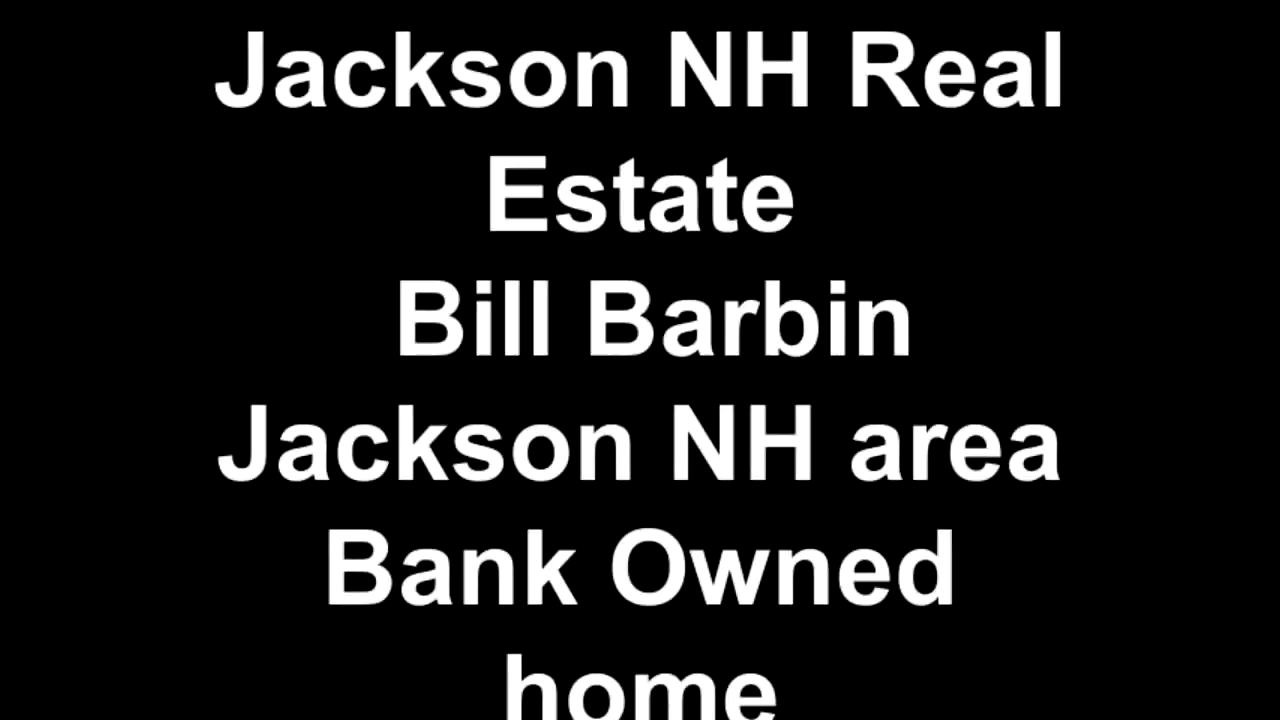 Jackson NH Real
Estate
Bill Barbin
Jackson NH area
Bank Owned
home